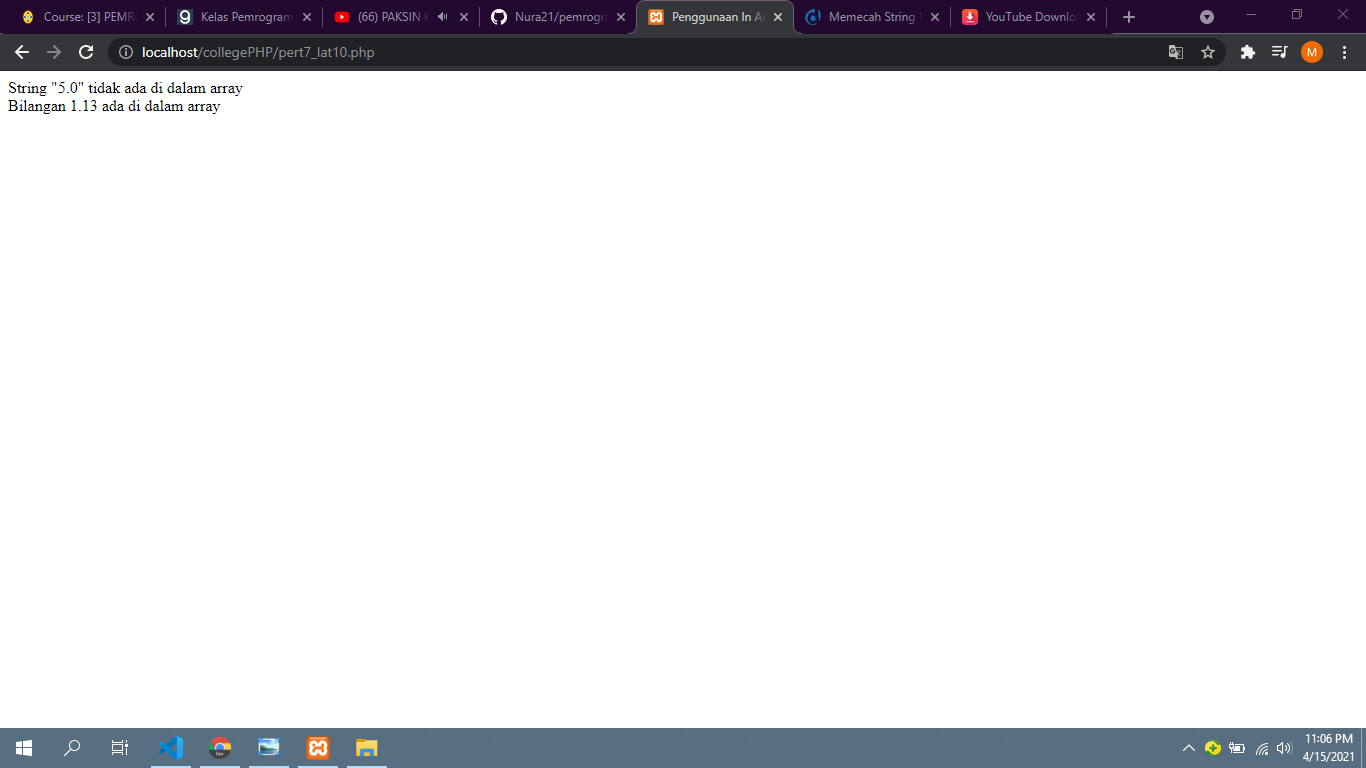 Course: [3] PEMR
Kelas Pemrogram
(66) PAKSIN K
Nura21/pemrogra
Penggunaan In A
Memecah String
YouTube Downlo
localhost/collegePHP/pert7_lat10.php
M
String "5.0" tidak ada di dalam array
Bilangan 1.13 ada di dalam array
Dev
11:06 PM
4/15/2021